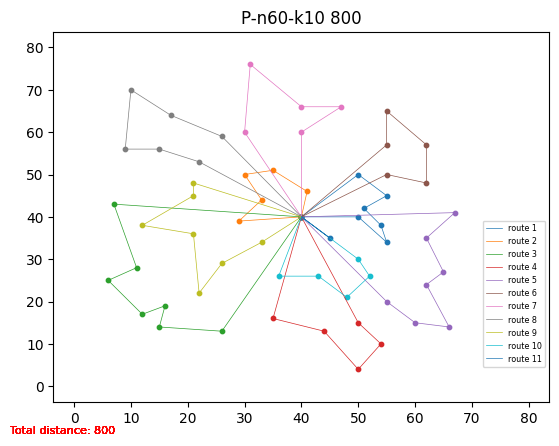 P-n60-k10 800
80
70
60
50
40
30
20
10
0
route 1
route 2
route 3
route 4
route 5
route 6
route 7
route 8
route 9
route 10
route 11
0 10 20 30 40 50 60 70 80
Total distance: 800